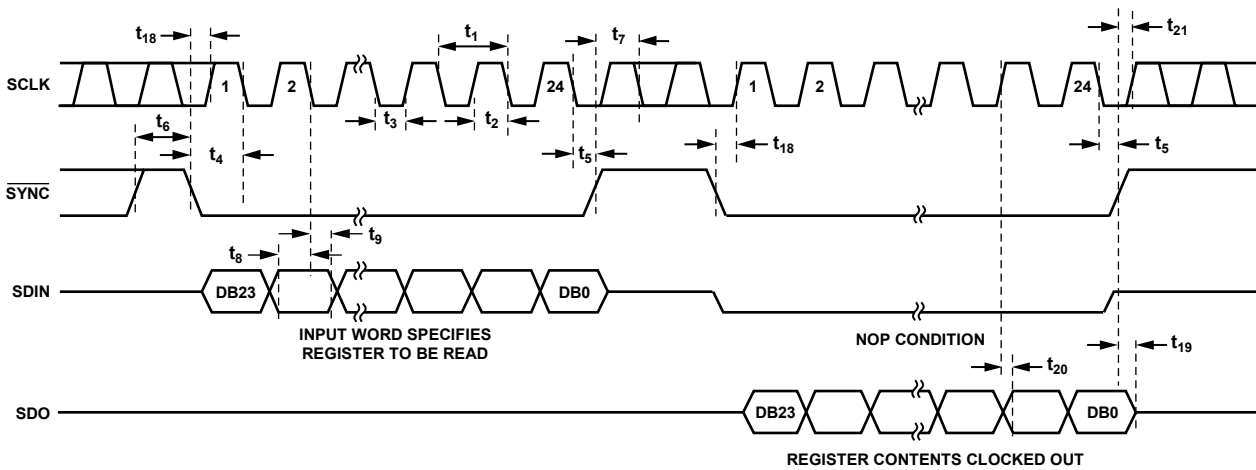 t18
t1
t7
t21
SCLK
1
2
24
1
2
24
t6
t4
t3
t2
t5
t18
t5
SYNC
t8
t9
SDIN
DB23
DB0
INPUT WORD SPECIFIES
REGISTER TO BE READ
NOP CONDITION
t19
t20
SDO
DB23
DB0
REGISTER CONTENTS CLOCKED OUT